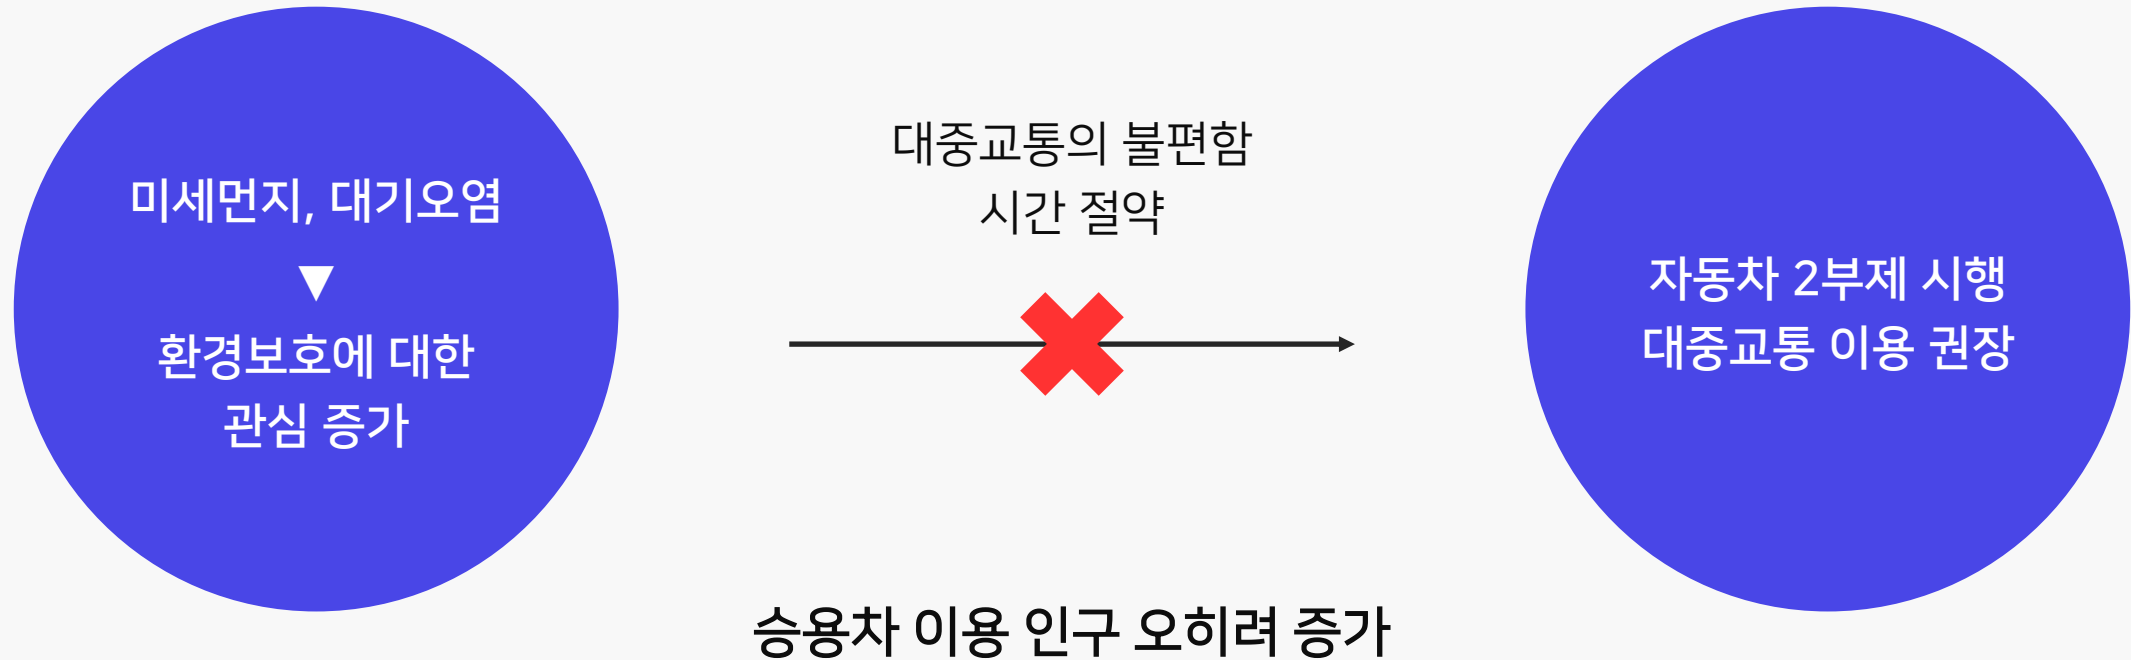 미세먼지, 대기오염
▼
환경보호에 대한
관심 증가
대중교통의 불편함
시간 절약
자동차 2부제 시행
대중교통 이용 권장
승용차 이용 인구 오히려 증가